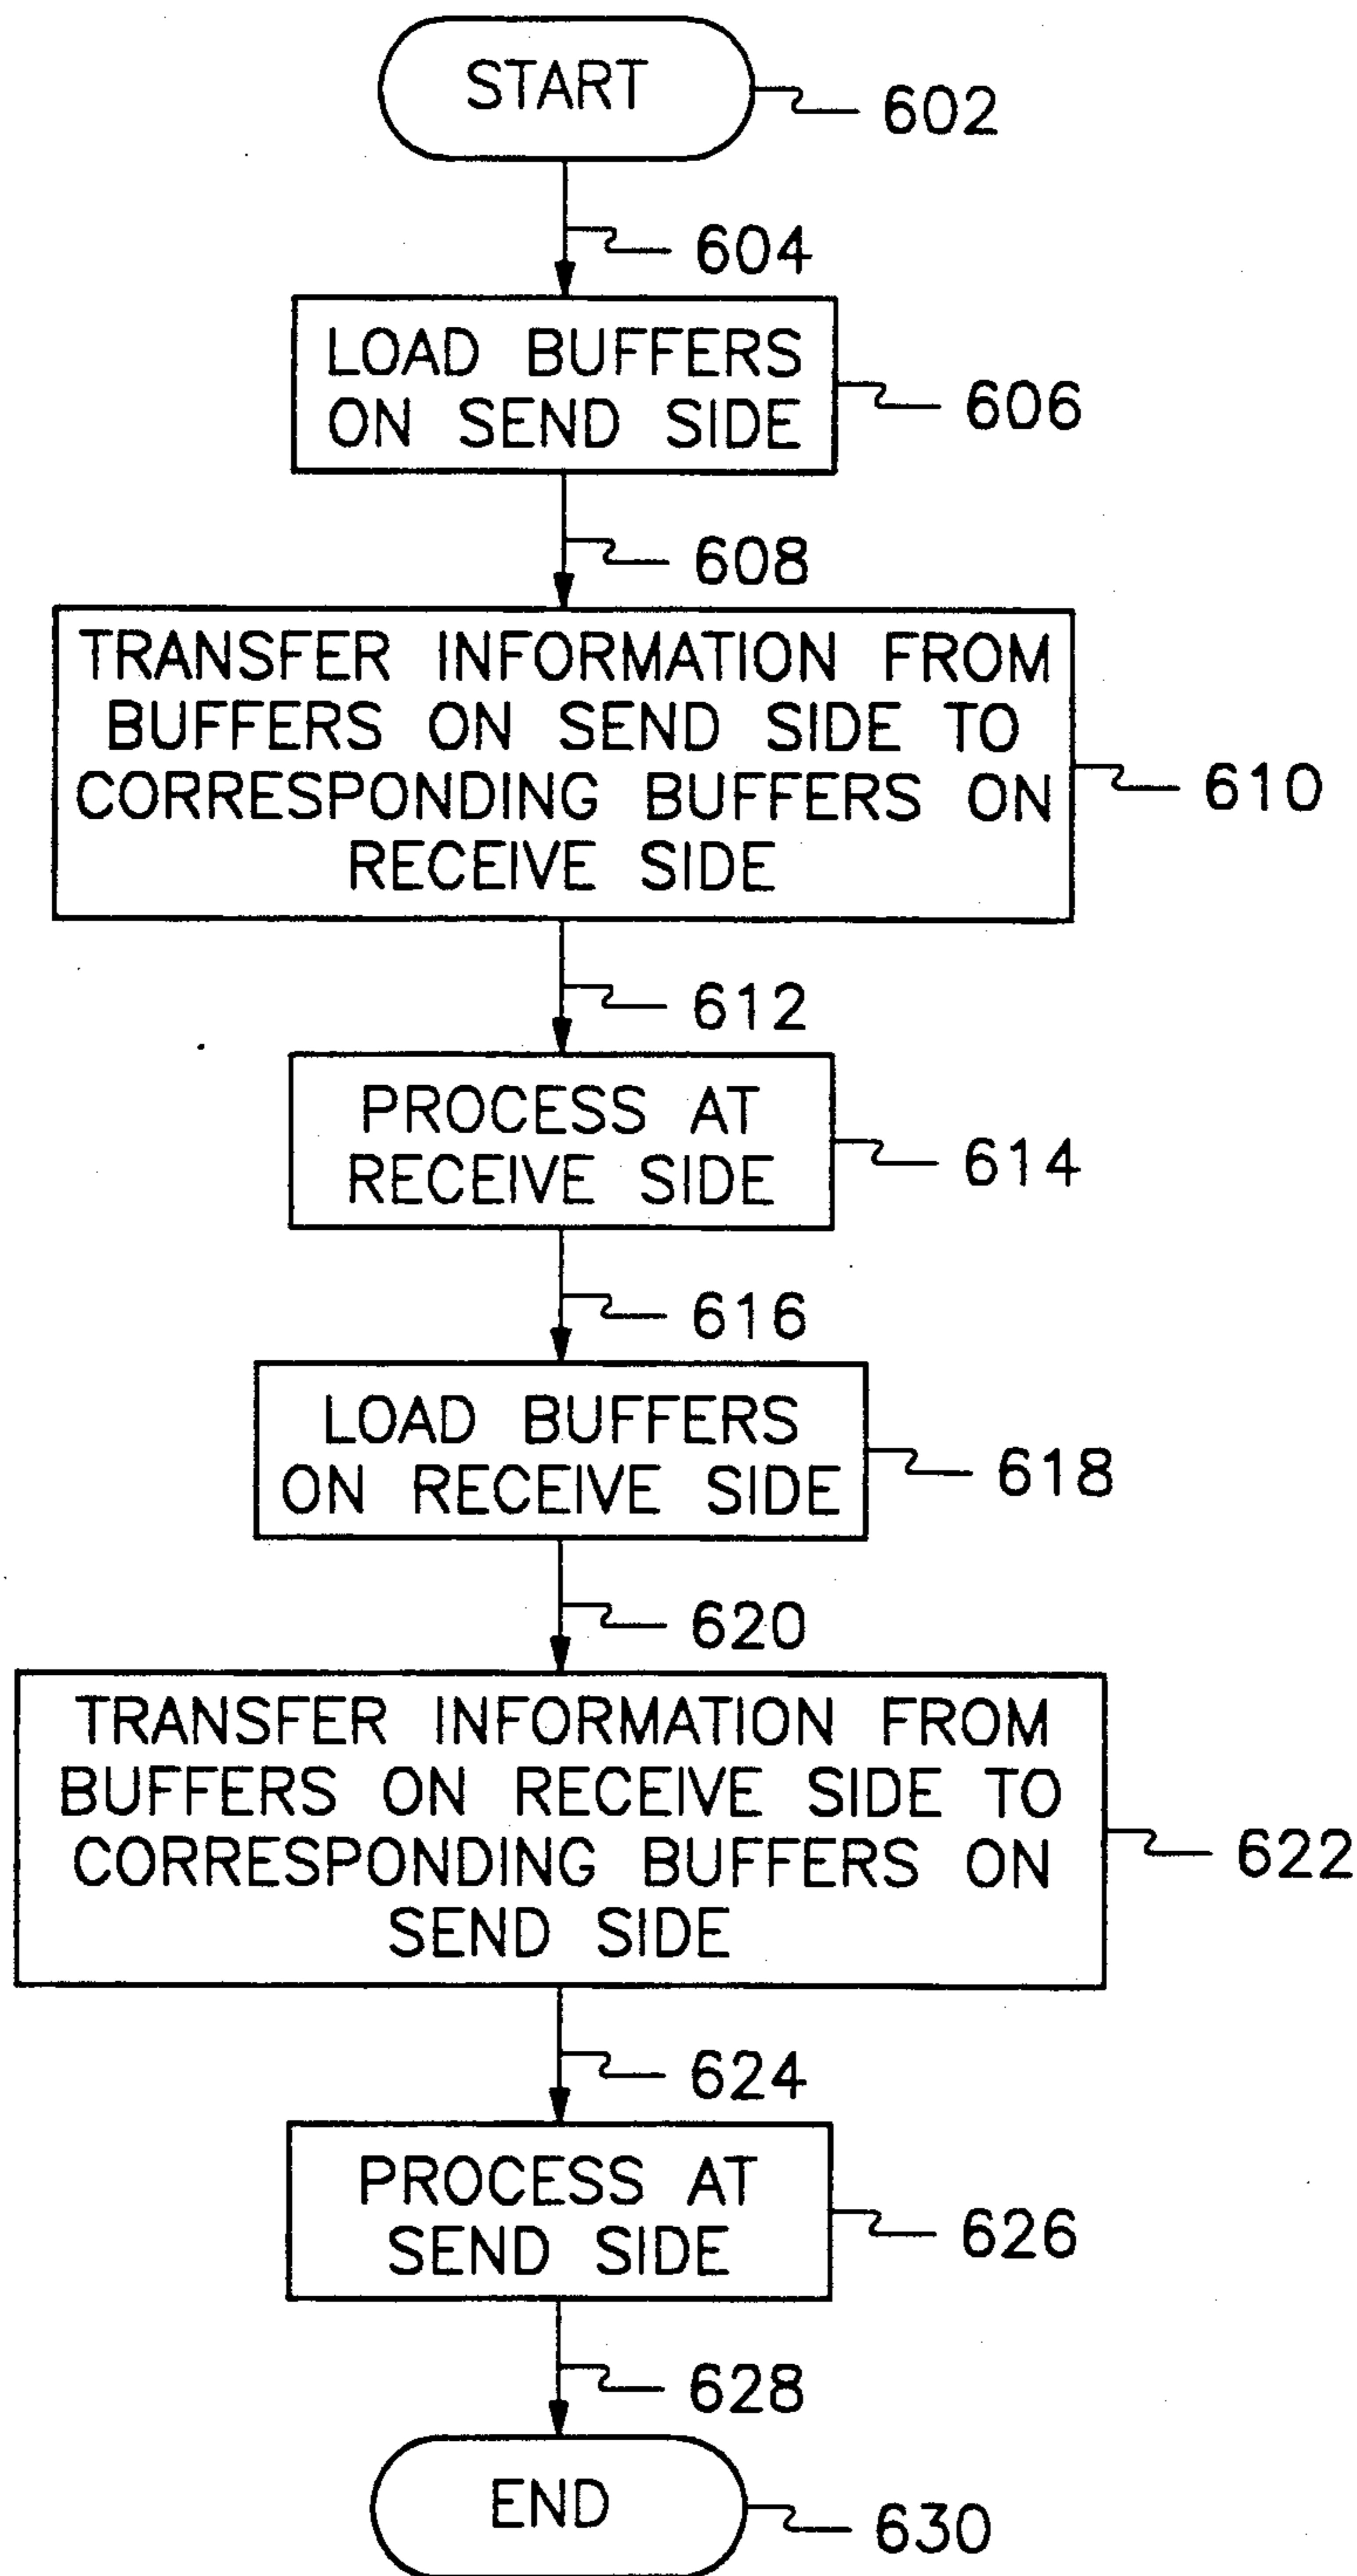 START
602
604
LOAD BUFFERS
ON SEND SIDE
606
608
TRANSFER INFORMATION FROM
BUFFERS ON SEND SIDE TO
CORRESPONDING BUFFERS ON
RECEIVE SIDE
610
612
PROCESS AT
RECEIVE SIDE
614
616
LOAD BUFFERS
ON RECEIVE SIDE
618
620
TRANSFER INFORMATION FROM
BUFFERS ON RECEIVE SIDE TO
CORRESPONDING BUFFERS ON
SEND SIDE
622
624
PROCESS AT
SEND SIDE
626
628
END
630